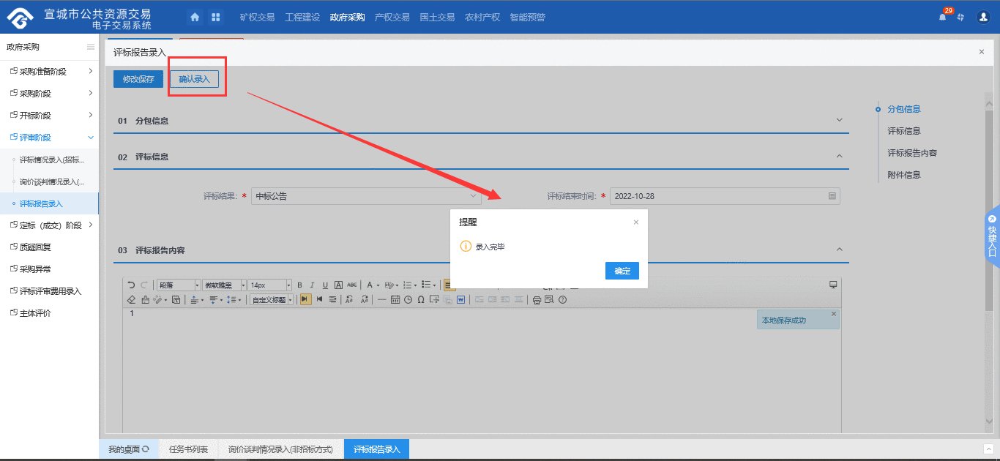 宣城市公共资源交易
电子交易系统
矿权交易 工程建设 政府采购 产权交易 国土交易 农村产权 智能预警
29
政府采购
采购准备阶段
采购阶段
开标阶段
评审阶段
评标情况录入(招标...
询价谈判情况录入(...
评标报告录入
定标（成交）阶段
质疑回复
采购异常
评标评审费用录入
主体评价
评标报告录入
修改保存 确认录入
01 分包信息
02 评标信息
评标结果: * 中标公告 评标结束时间: * 2022-10-28
03 评标报告内容
提醒
录入完毕
确定
段落 微软雅黑 14px B I U A ABC A
自定义标题
1
本地保存成功
分包信息
评标信息
评标报告内容
附件信息
快捷入口
我的桌面 任务书列表 询价谈判情况录入(非招标方式) 评标报告录入